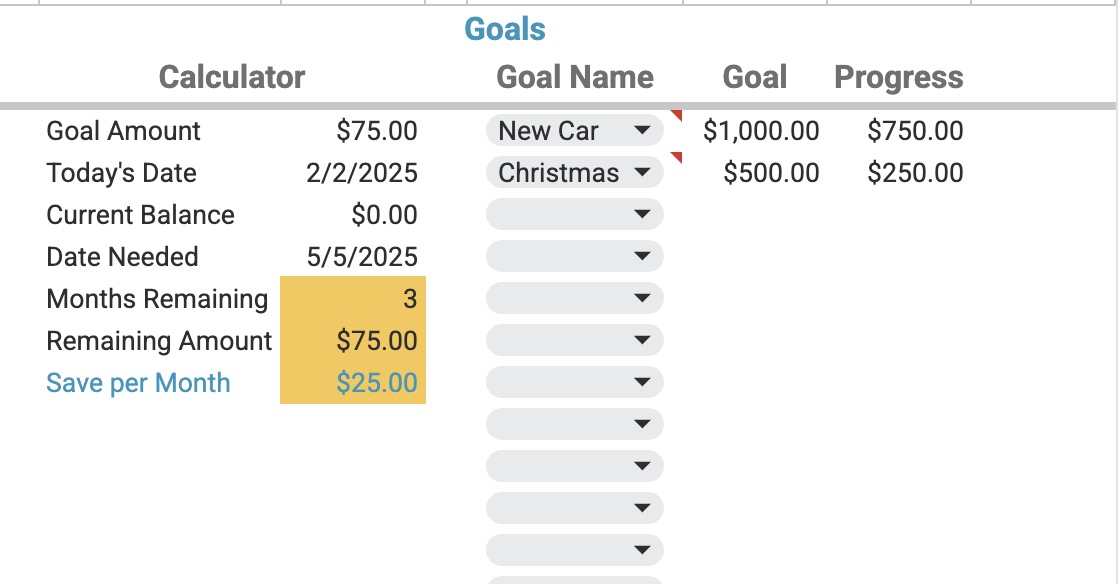 Goals
Calculator Goal Name Goal Progress
Goal Amount $75.00 New Car $1,000.00 $750.00
Today's Date 2/2/2025 Christmas $500.00 $250.00
Current Balance $0.00
Date Needed 5/5/2025
Months Remaining 3
Remaining Amount $75.00
Save per Month $25.00